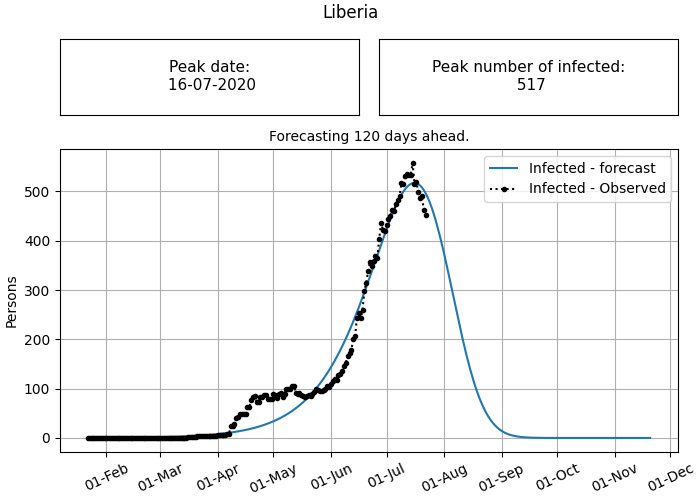 Liberia
Peak date:
16-07-2020
Peak number of infected:
517
Forecasting 120 days ahead.
Infected - forecast
Infected - Observed
Persons
500
400
300
200
100
0
01-Feb
01-Mar
01-Apr
01-May
01-Jun
01-Jul
01-Aug
01-Sep
01-Oct
01-Nov
01-Dec